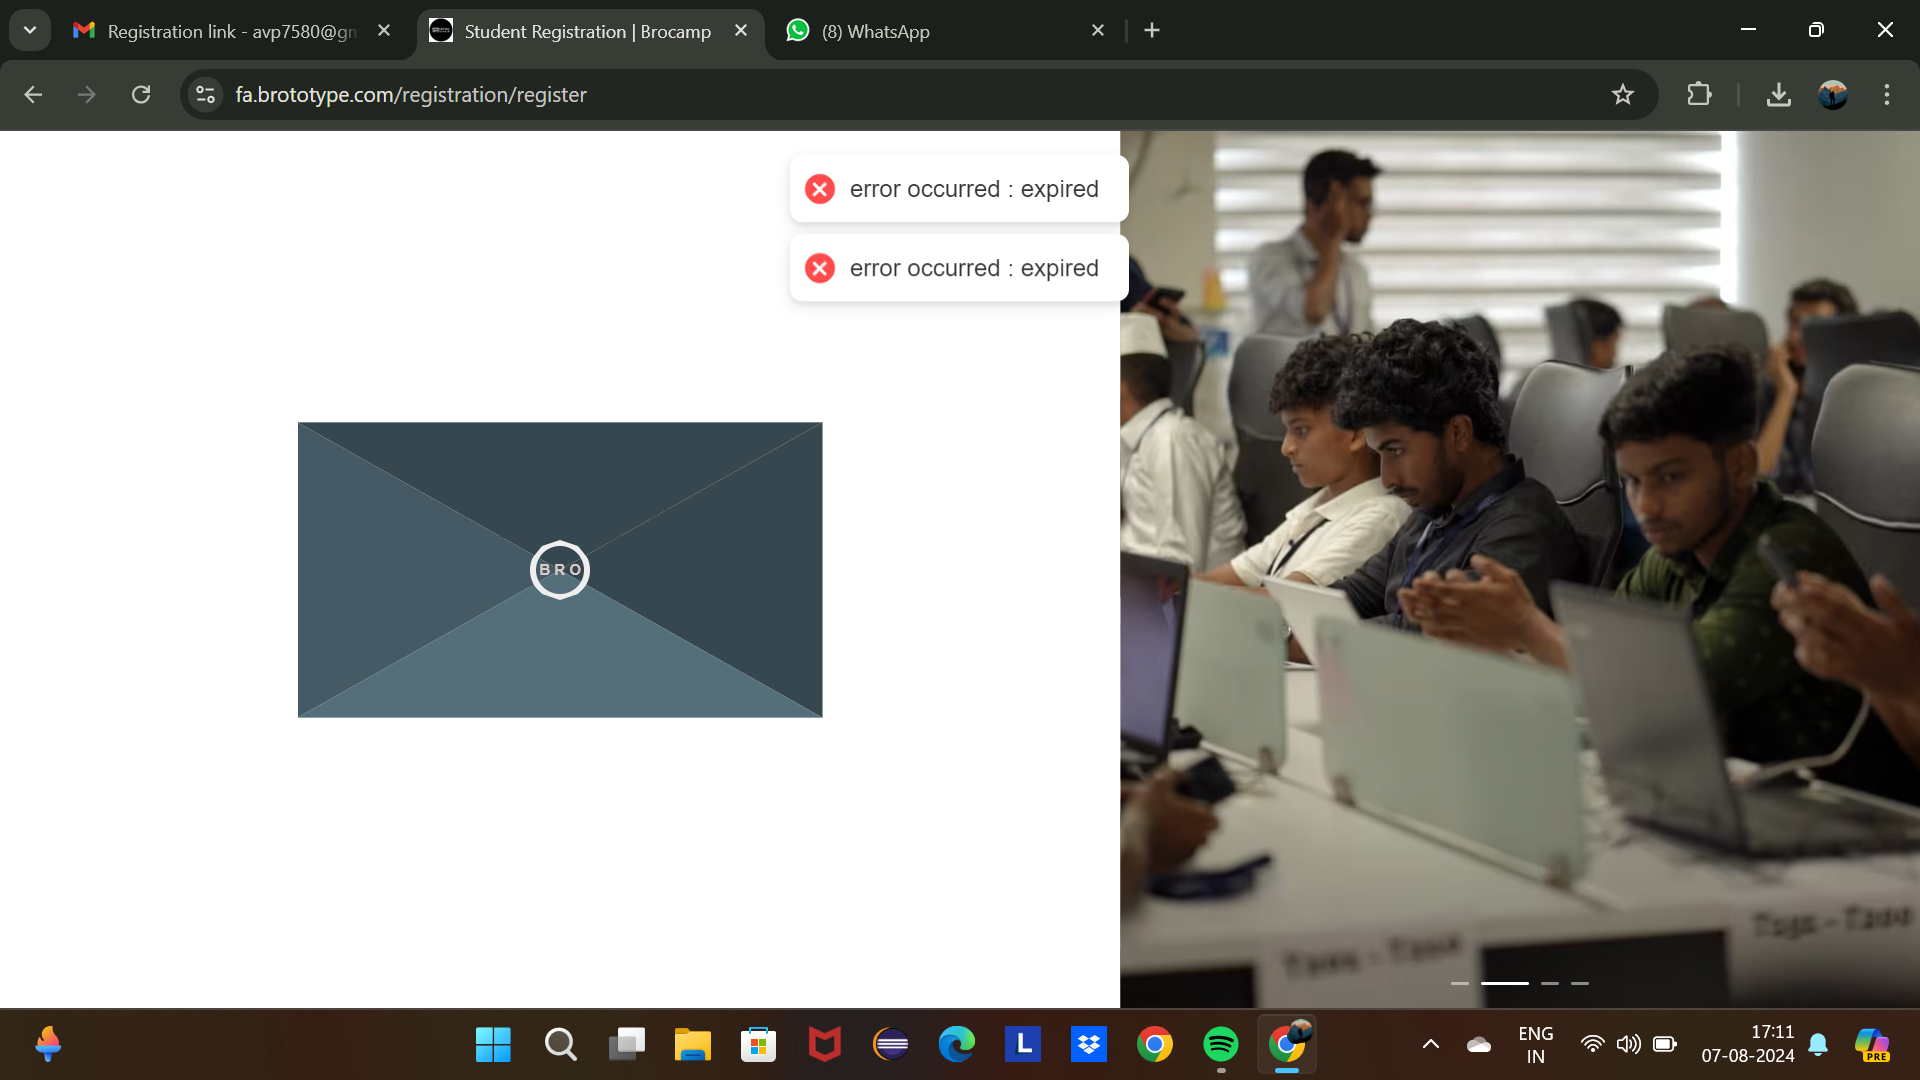 Registration link - avp7580@gm
Student Registration | Brocamp
(8) WhatsApp
fa.brototype.com/registration/register
error occurred : expired
error occurred : expired
BRO
L
ENG
IN
17:11
07-08-2024
PRE